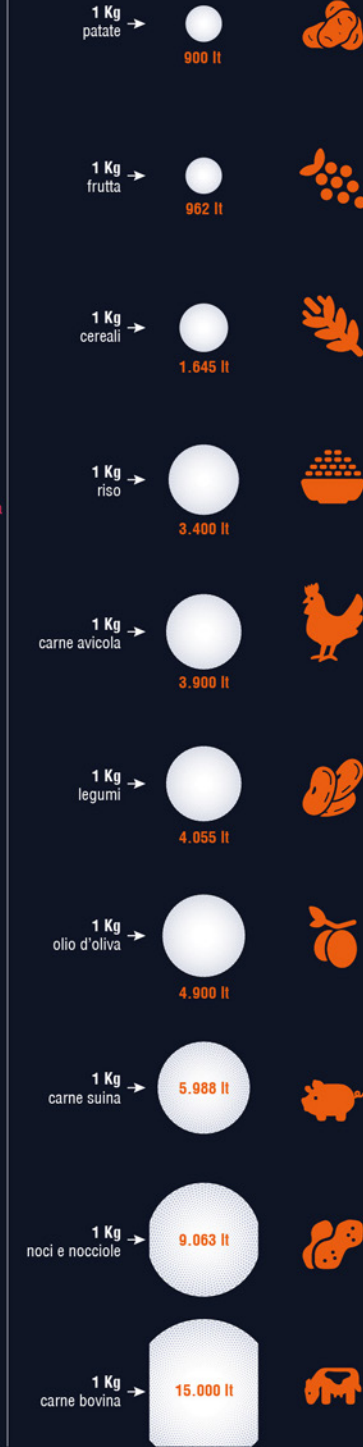 1 Kg
patate
900 lt
1 Kg
frutta
962 lt
1 Kg
cereali
1.645 lt
1 Kg
riso
3.400 lt
1 Kg
carne avicola
3.900 lt
1 Kg
legumi
4.055 lt
1 Kg
olio d'oliva
4.900 lt
1 Kg
carne suina
5.988 lt
1 Kg
noci e nocciole
9.063 lt
1 Kg
carne bovina
15.000 lt